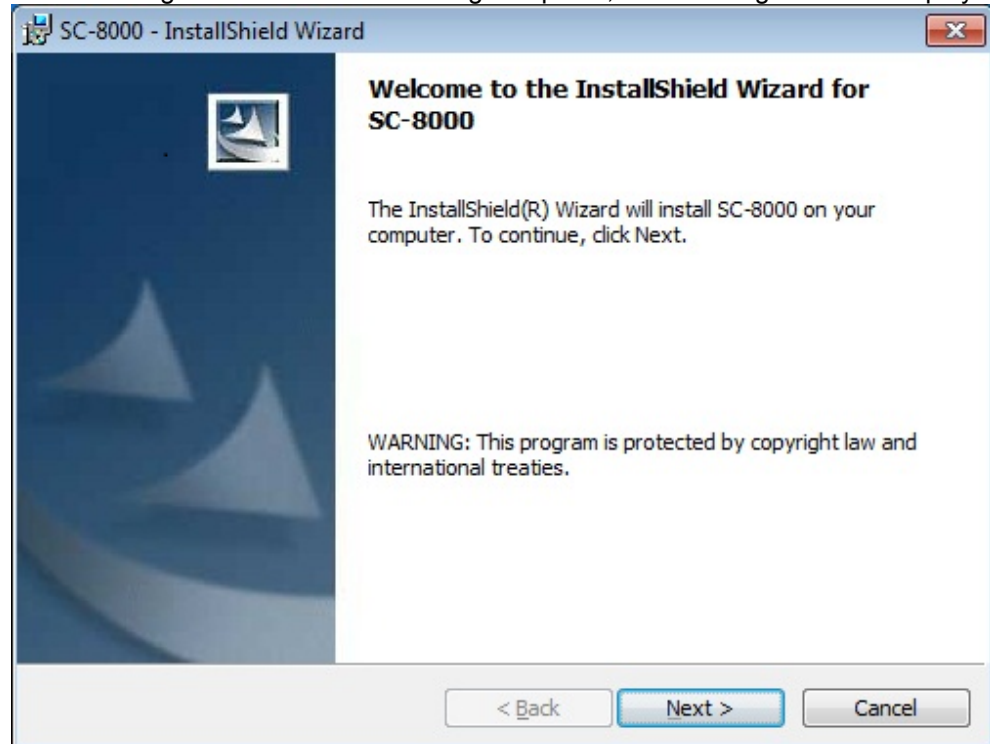 SC-8000 - InstallShield Wizard
Welcome to the InstallShield Wizard for
SC-8000
The InstallShield(R) Wizard will install SC-8000 on your
computer. To continue, click Next.
WARNING: This program is protected by copyright law and
international treaties.
< Back
Next >
Cancel